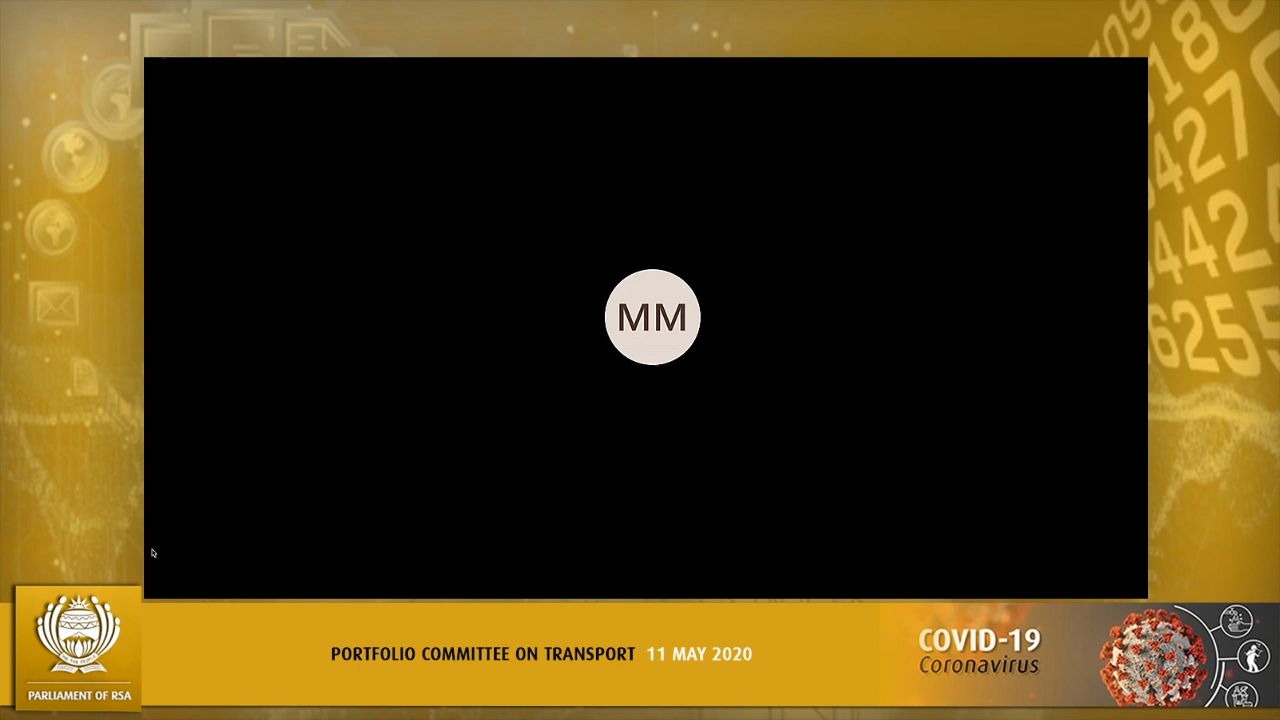 MM
PORTFOLIO COMMITTEE ON TRANSPORT 11 MAY 2020
COVID-19
Coronavirus
PARLIAMENT OF RSA